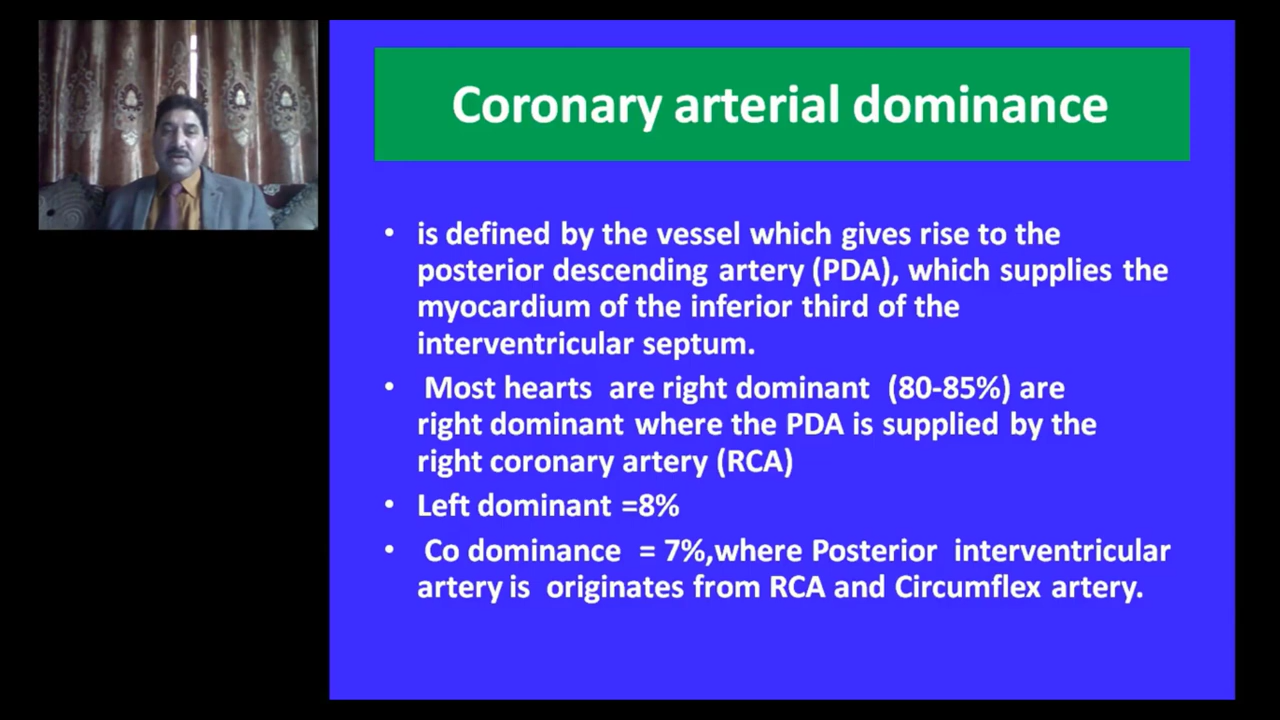 Coronary arterial dominance
• is defined by the vessel which gives rise to the
posterior descending artery (PDA), which supplies the
myocardium of the inferior third of the
interventricular septum.
• Most hearts are right dominant (80-85%) are
right dominant where the PDA is supplied by the
right coronary artery (RCA)
• Left dominant =8%
• Co dominance = 7%,where Posterior interventricular
artery is originates from RCA and Circumflex artery.